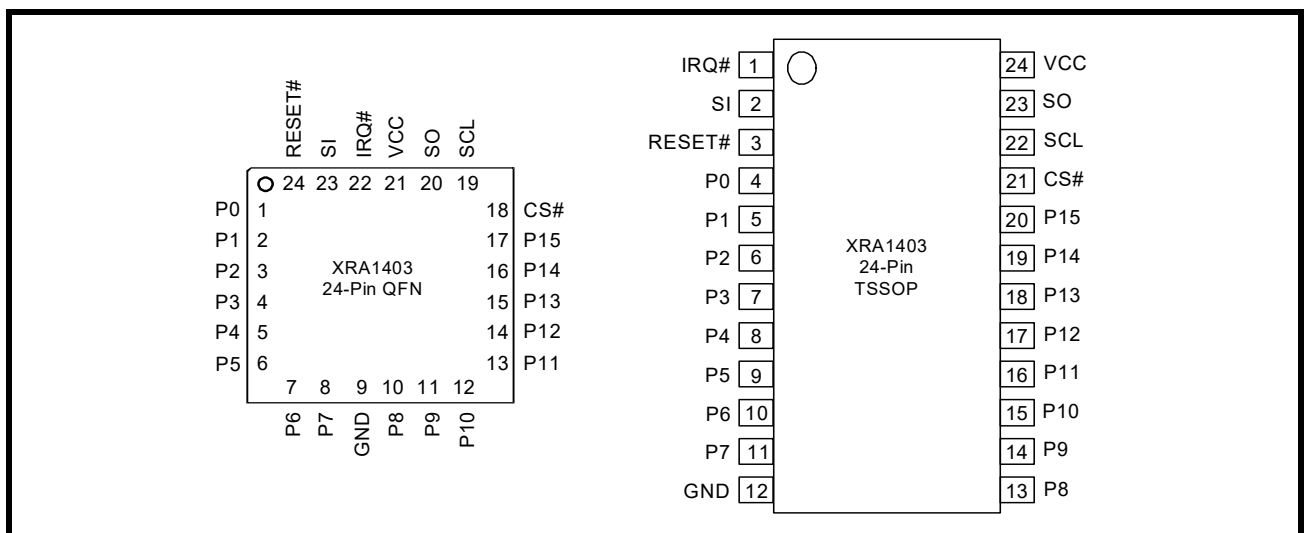 RESET#
SI
IRQ#
VCC
SO
SCL
24 23 22 21 20 19
P0 1
P1 2
P2 3
P3 4
P4 5
P5 6
XRA1403
24-Pin QFN
18 CS#
17 P15
16 P14
15 P13
14 P12
13 P11
7 8 9 10 11 12
P6
P7
GND
P8
P9
P10
IRQ# 1
SI 2
RESET# 3
P0 4
P1 5
P2 6
P3 7
P4 8
P5 9
P6 10
P7 11
GND 12
XRA1403
24-Pin
TSSOP
24 VCC
23 SO
22 SCL
21 CS#
20 P15
19 P14
18 P13
17 P12
16 P11
15 P10
14 P9
13 P8